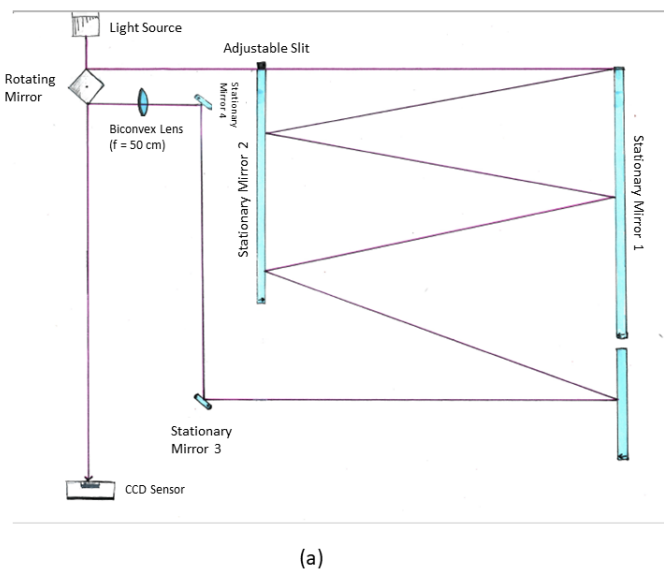 Light Source
Adjustable Slit
Rotating
Mirror
Stationary
Mirror 4
Biconvex Lens
(f = 50 cm)
Stationary Mirror 2
Stationary Mirror 1
Stationary
Mirror 3
CCD Sensor
(a)